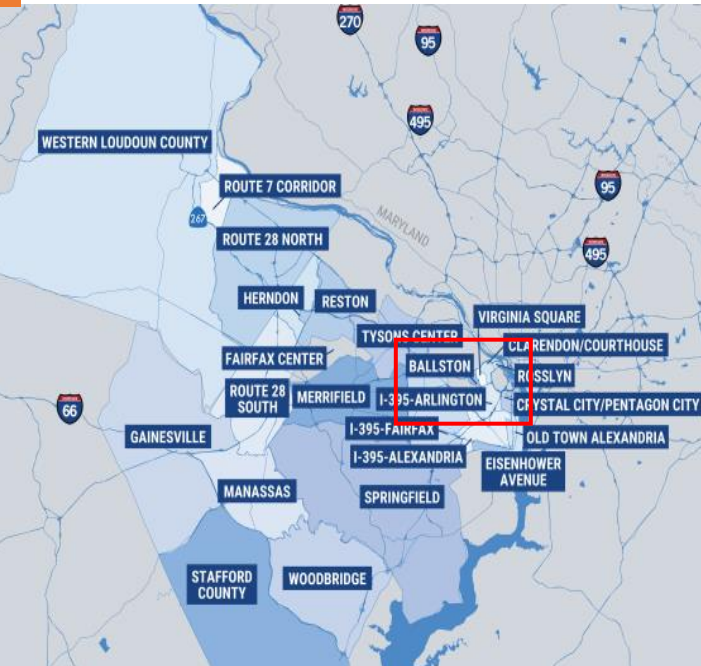 270
95
495
WESTERN LOUDOUN COUNTY
95
ROUTE 7 CORRIDOR
MARYLAND
267
ROUTE 28 NORTH
495
HERNDON
RESTON
VIRGINIA SQUARE
TYSONS CENTER
CLARENDON/COURTHOUSE
FAIRFAX CENTER
BALLSTON
ROSSLYN
ROUTE 28
SOUTH
MERRIFIELD
I-395-ARLINGTON
CRYSTAL CITY/PENTAGON CITY
66
I-395-FAIRFAX
GAINESVILLE
OLD TOWN ALEXANDRIA
I-395-ALEXANDRIA
EISENHOWER
AVENUE
MANASSAS
SPRINGFIELD
STAFFORD
COUNTY
WOODBRIDGE